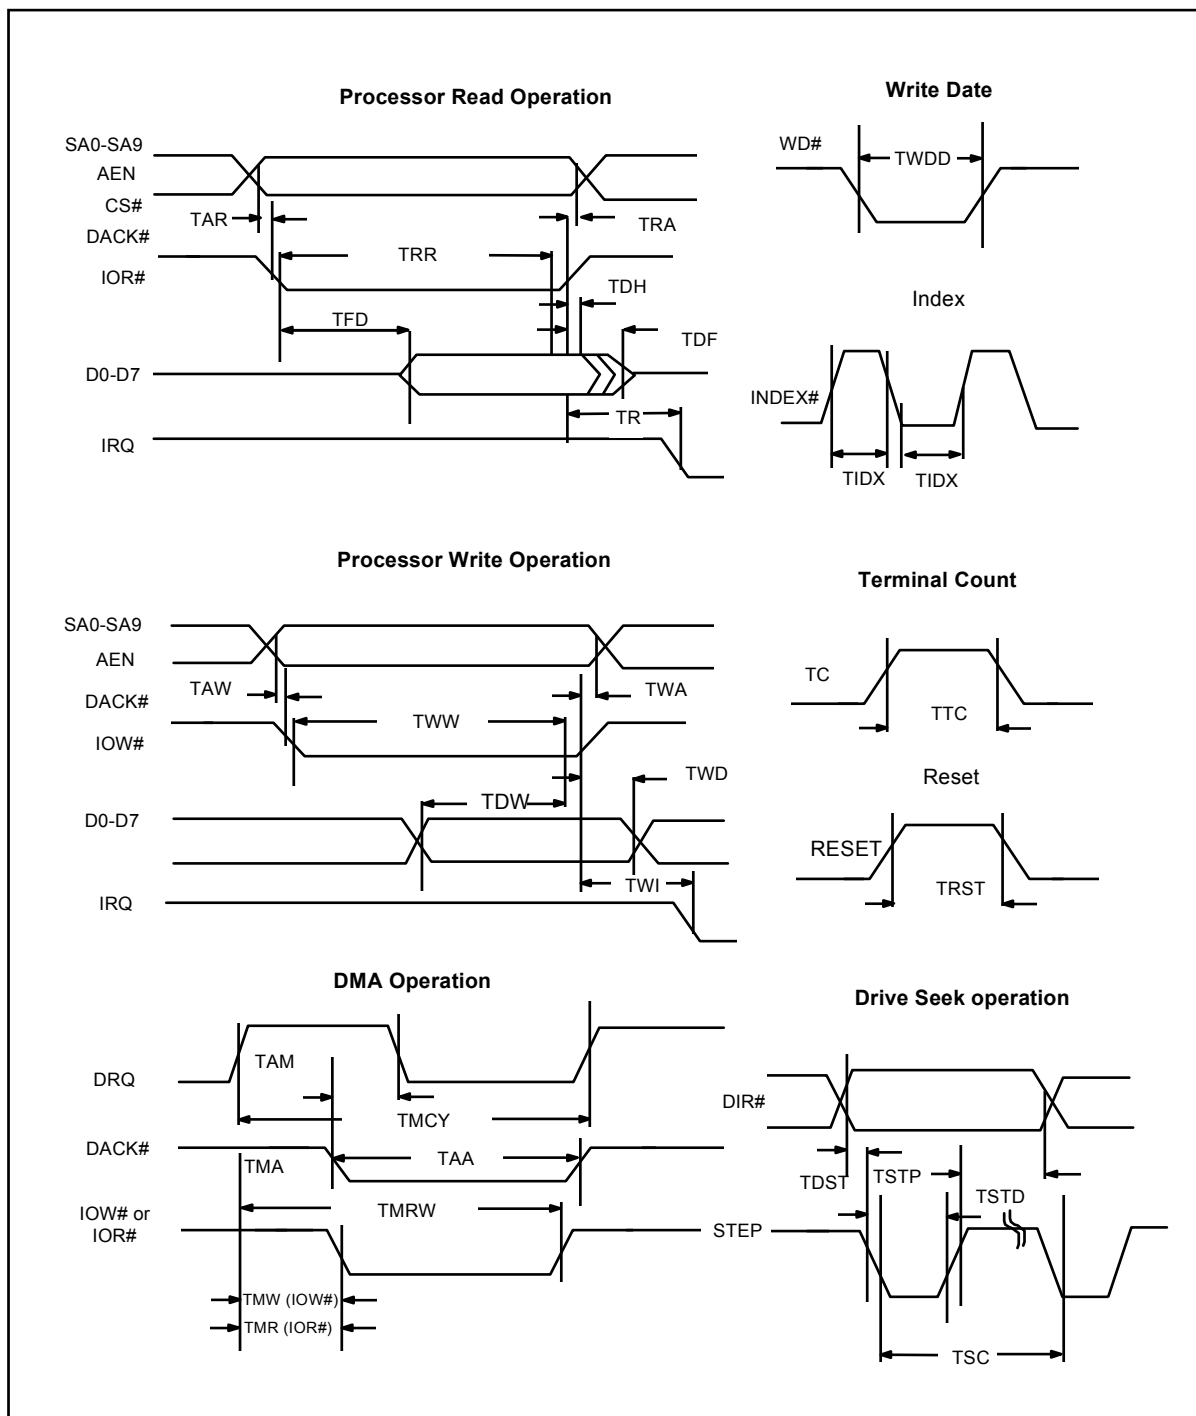 Processor Read Operation
SA0-SA9
AEN
CS#
DACK#
IOR#
TAR
TRA
TRR
TDH
TFD
TDF
D0-D7
TR
IRQ
Write Date
WD#
TWDD
Index
INDEX#
TIDX
TIDX
Processor Write Operation
SA0-SA9
AEN
DACK#
TAW
TWA
IOW#
TWW
TWD
TDW
D0-D7
TWI
IRQ
Terminal Count
TC
TTC
Reset
RESET
TRST
DMA Operation
DRQ
TAM
TMCY
DACK#
TMA
TAA
IOW# or
IOR#
TMRW
TMW (IOW#)
TMR (IOR#)
Drive Seek operation
DIR#
TDST
TSTP
TSTD
STEP
TSC